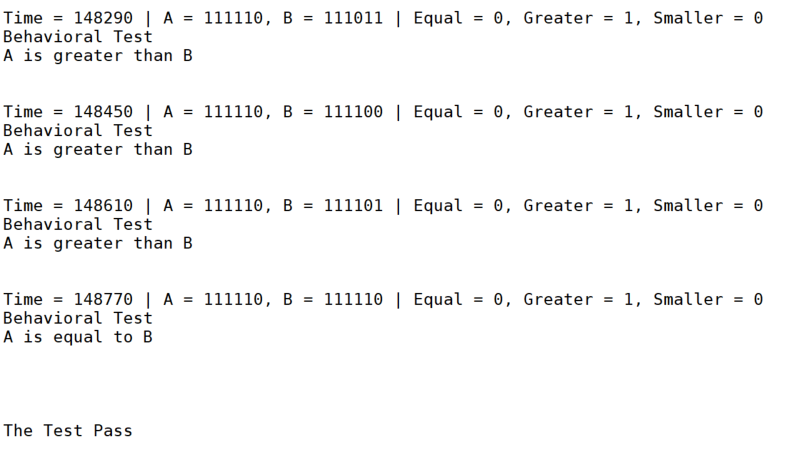 Time = 148290 | A = 111110, B = 111011 | Equal = 0, Greater = 1, Smaller = 0
Behavioral Test
A is greater than B
Time = 148450 | A = 111110, B = 111100 | Equal = 0, Greater = 1, Smaller = 0
Behavioral Test
A is greater than B
Time = 148610 | A = 111110, B = 111101 | Equal = 0, Greater = 1, Smaller = 0
Behavioral Test
A is greater than B
Time = 148770 | A = 111110, B = 111110 | Equal = 0, Greater = 1, Smaller = 0
Behavioral Test
A is equal to B
The Test Pass